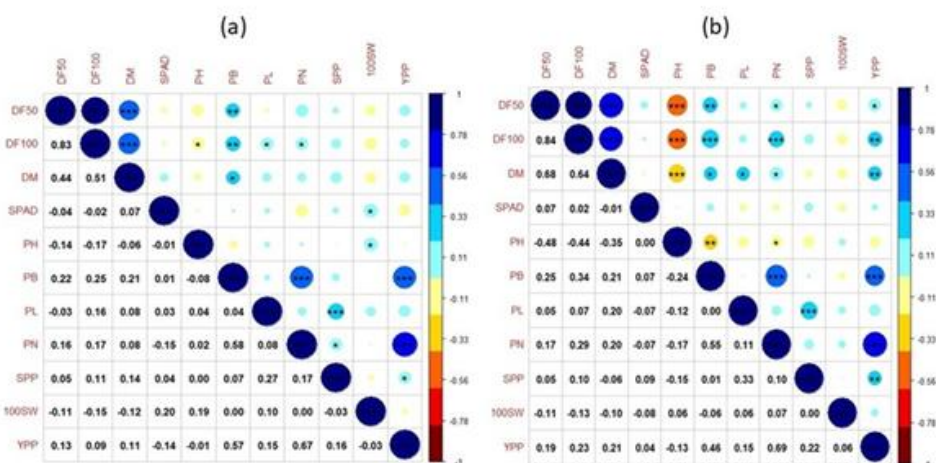 (a)
DF50 DF100 DM SPAD PH PB PL PN SPP 100SW YPP
DF50
DF100 0.83
DM 0.44 0.51
SPAD -0.04 -0.02 0.07
PH -0.14 -0.17 -0.06 -0.01
PB 0.22 0.25 0.21 0.01 -0.08
PL -0.03 0.16 0.08 0.03 0.04 0.04
PN 0.16 0.17 0.08 -0.15 0.02 0.58 0.08
SPP 0.05 0.11 0.14 0.04 0.00 0.07 0.27 0.17
100SW -0.11 -0.15 -0.12 0.20 0.19 0.00 0.10 0.00 -0.03
YPP 0.13 0.09 0.11 -0.14 -0.01 0.57 0.15 0.67 0.16 -0.03
1
0.78
0.56
0.33
0.11
-0.11
-0.33
-0.56
-0.78
(b)
DF50 DF100 DM SPAD PH PB PL PN SPP 100SW YPP
DF50
DF100 0.84
DM 0.68 0.64
SPAD 0.07 0.02 -0.01
PH -0.48 -0.44 -0.35 0.00
PB 0.25 0.34 0.21 0.07 -0.24
PL 0.05 0.07 0.20 -0.07 -0.12 0.00
PN 0.17 0.29 0.20 -0.07 -0.17 0.55 0.11
SPP 0.05 0.10 -0.06 0.09 -0.15 0.01 0.33 0.10
100SW -0.11 -0.13 -0.10 -0.08 0.06 -0.06 0.06 0.07 0.00
YPP 0.19 0.23 0.21 0.04 -0.13 0.46 0.15 0.69 0.22 0.06
1
0.78
0.56
0.33
0.11
-0.11
-0.33
-0.56
-0.78